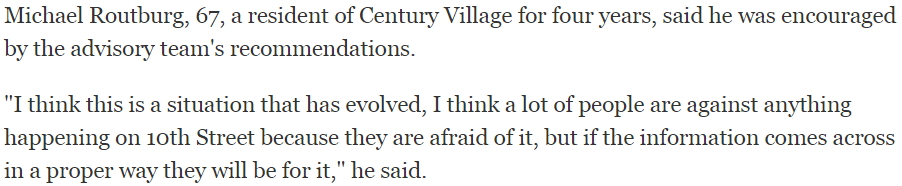 Michael Routburg, 67, a resident of Century Village for four years, said he was encouraged
by the advisory team's recommendations.
"I think this is a situation that has evolved, I think a lot of people are against anything
happening on 10th Street because they are afraid of it, but if the information comes across
in a proper way they will be for it," he said.